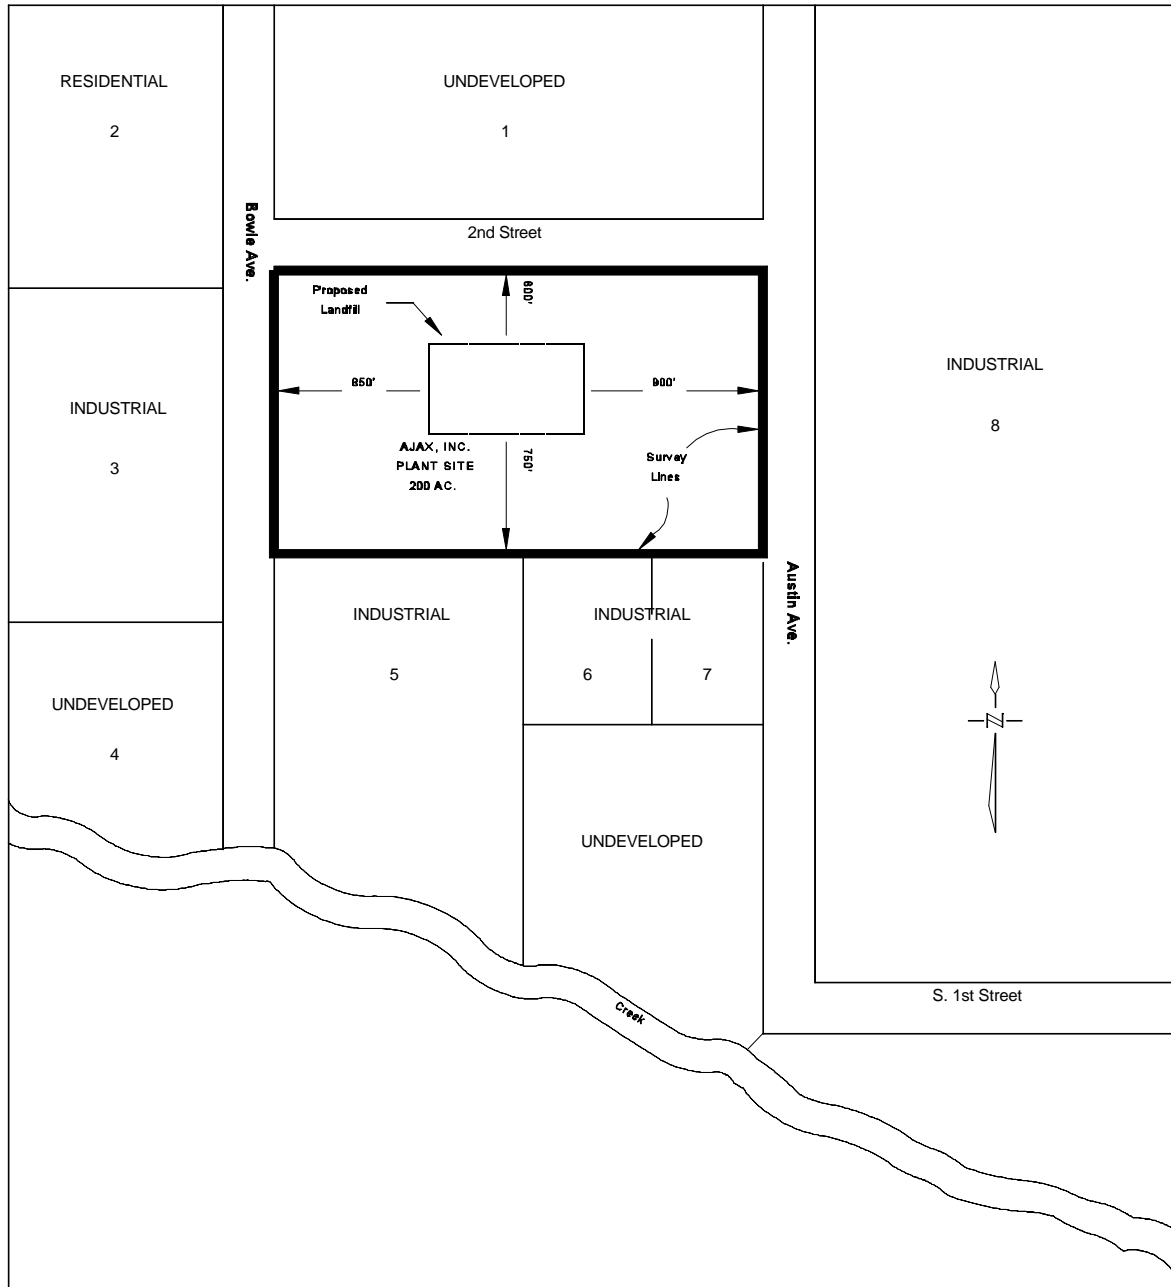 RESIDENTIAL
2
UNDEVELOPED
1
Bowie Ave.
2nd Street
Proposed
Landfill
600'
850'
900'
INDUSTRIAL
8
INDUSTRIAL
3
AJAX, INC.
PLANT SITE
200 AC.
750'
Survey
Lines
Austin Ave.
INDUSTRIAL
5
INDUSTRIAL
6
7
UNDEVELOPED
4
N
UNDEVELOPED
Creek
S. 1st Street